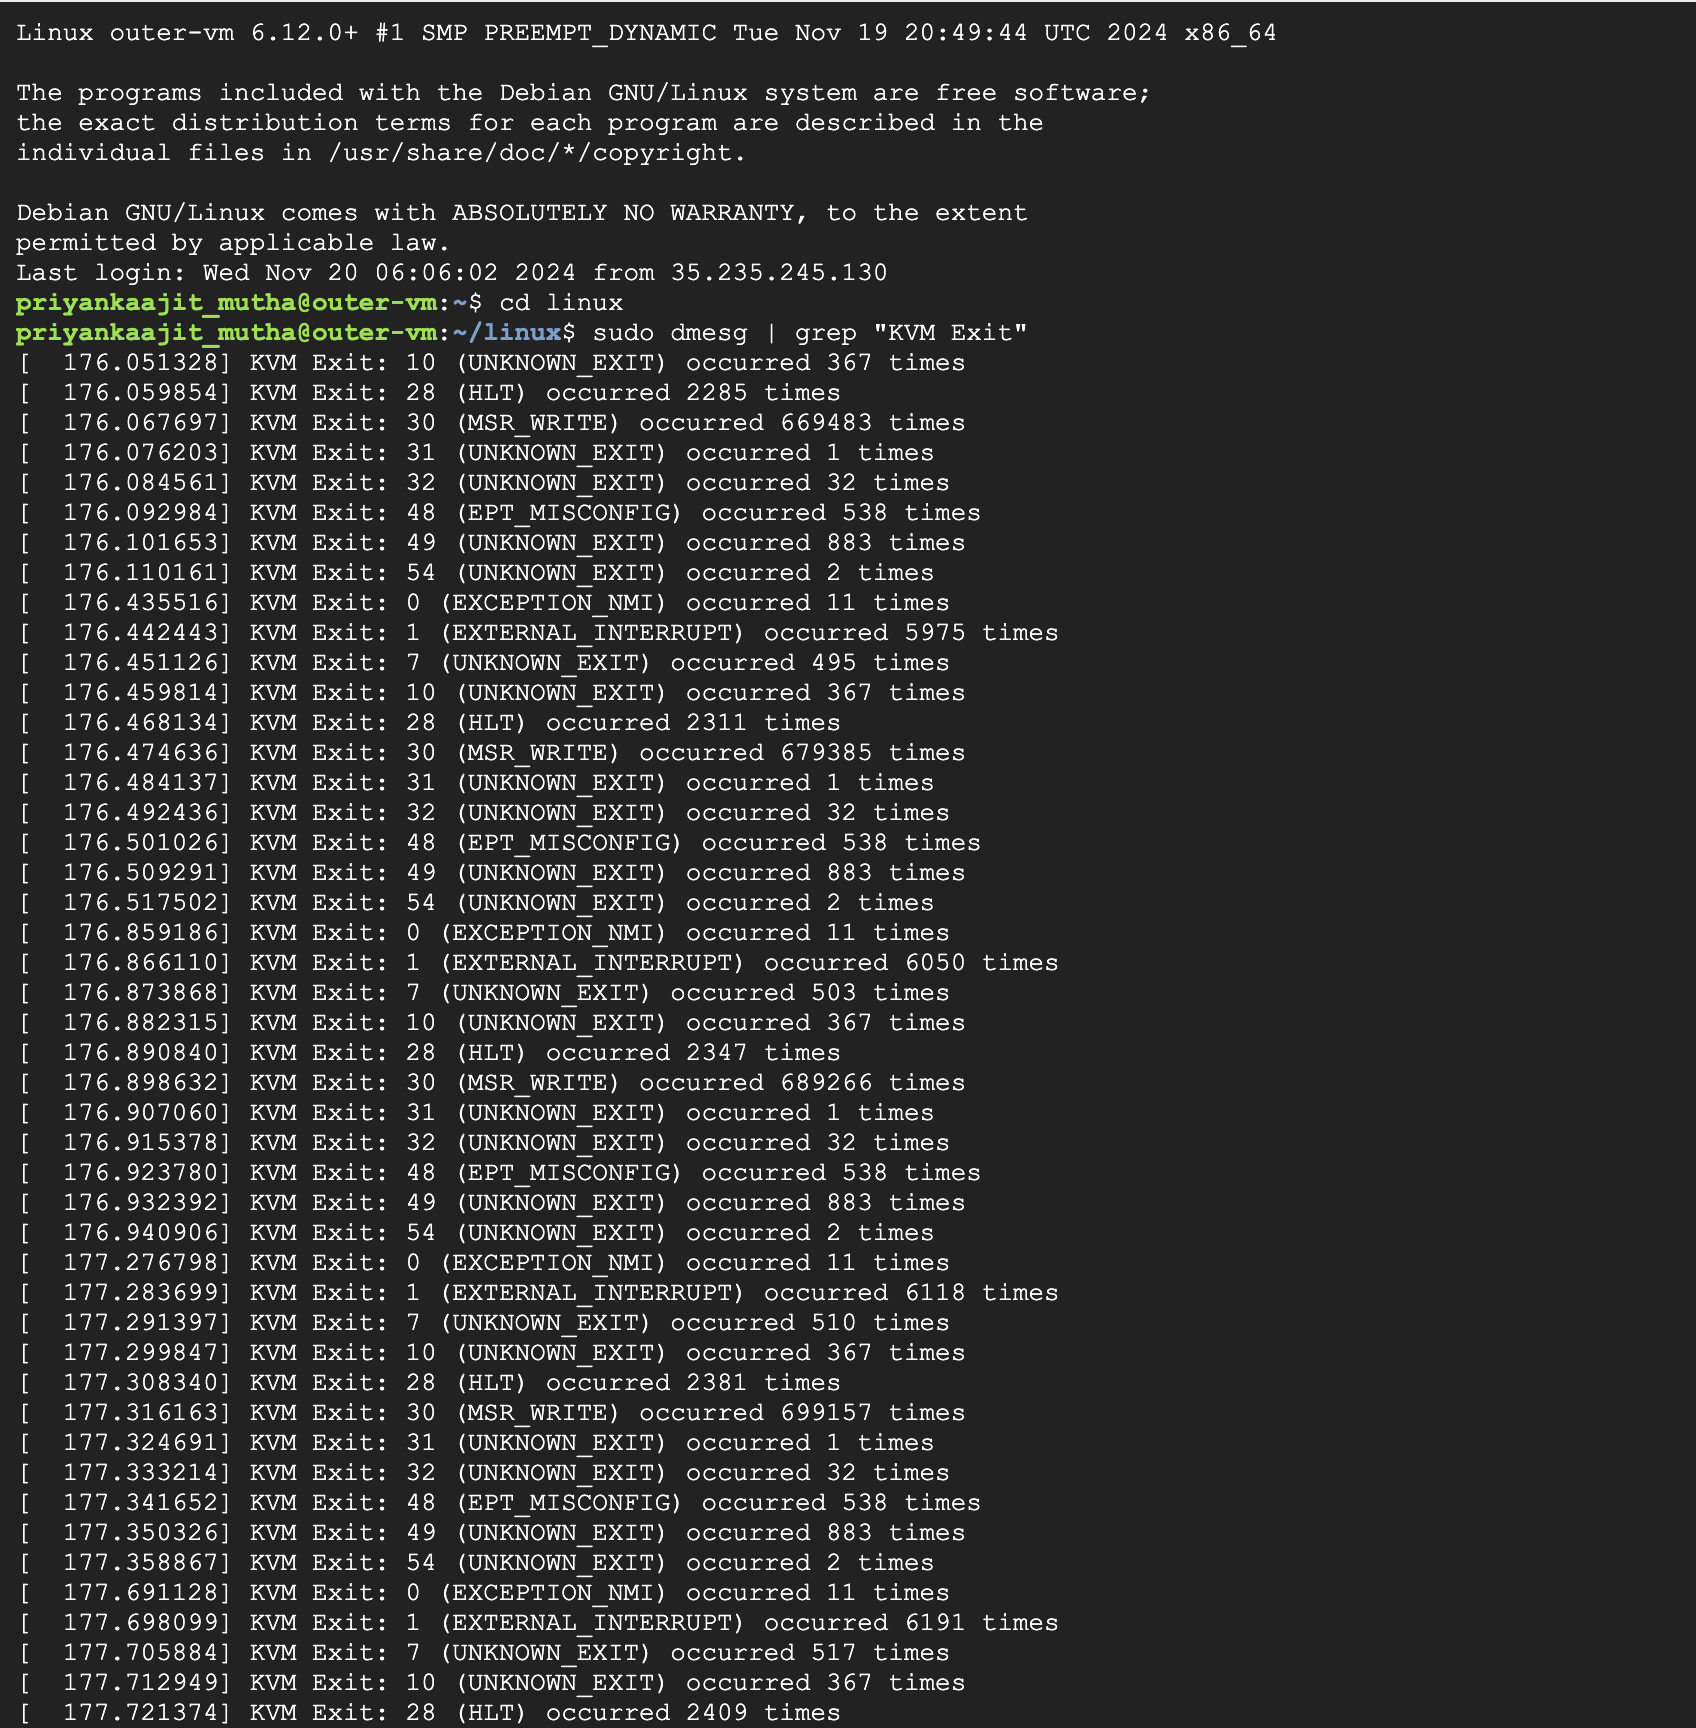 Linux outer-vm 6.12.0+ #1 SMP PREEMPT_DYNAMIC Tue Nov 19 20:49:44 UTC 2024 x86_64
The programs included with the Debian GNU/Linux system are free software;
the exact distribution terms for each program are described in the
individual files in /usr/share/doc/*/copyright.
Debian GNU/Linux comes with ABSOLUTELY NO WARRANTY, to the extent
permitted by applicable law.
Last login: Wed Nov 20 06:06:02 2024 from 35.235.245.130
priyankaajit_mutha@outer-vm:~$ cd linux
priyankaajit_mutha@outer-vm:~/linux$ sudo dmesg | grep "KVM Exit"
[  176.051328] KVM Exit: 10 (UNKNOWN_EXIT) occurred 367 times
[  176.059854] KVM Exit: 28 (HLT) occurred 2285 times
[  176.067697] KVM Exit: 30 (MSR_WRITE) occurred 669483 times
[  176.076203] KVM Exit: 31 (UNKNOWN_EXIT) occurred 1 times
[  176.084561] KVM Exit: 32 (UNKNOWN_EXIT) occurred 32 times
[  176.092984] KVM Exit: 48 (EPT_MISCONFIG) occurred 538 times
[  176.101653] KVM Exit: 49 (UNKNOWN_EXIT) occurred 883 times
[  176.110161] KVM Exit: 54 (UNKNOWN_EXIT) occurred 2 times
[  176.435516] KVM Exit: 0 (EXCEPTION_NMI) occurred 11 times
[  176.442443] KVM Exit: 1 (EXTERNAL_INTERRUPT) occurred 5975 times
[  176.451126] KVM Exit: 7 (UNKNOWN_EXIT) occurred 495 times
[  176.459814] KVM Exit: 10 (UNKNOWN_EXIT) occurred 367 times
[  176.468134] KVM Exit: 28 (HLT) occurred 2311 times
[  176.474636] KVM Exit: 30 (MSR_WRITE) occurred 679385 times
[  176.484137] KVM Exit: 31 (UNKNOWN_EXIT) occurred 1 times
[  176.492436] KVM Exit: 32 (UNKNOWN_EXIT) occurred 32 times
[  176.501026] KVM Exit: 48 (EPT_MISCONFIG) occurred 538 times
[  176.509291] KVM Exit: 49 (UNKNOWN_EXIT) occurred 883 times
[  176.517502] KVM Exit: 54 (UNKNOWN_EXIT) occurred 2 times
[  176.859186] KVM Exit: 0 (EXCEPTION_NMI) occurred 11 times
[  176.866110] KVM Exit: 1 (EXTERNAL_INTERRUPT) occurred 6050 times
[  176.873868] KVM Exit: 7 (UNKNOWN_EXIT) occurred 503 times
[  176.882315] KVM Exit: 10 (UNKNOWN_EXIT) occurred 367 times
[  176.890840] KVM Exit: 28 (HLT) occurred 2347 times
[  176.898632] KVM Exit: 30 (MSR_WRITE) occurred 689266 times
[  176.907060] KVM Exit: 31 (UNKNOWN_EXIT) occurred 1 times
[  176.915378] KVM Exit: 32 (UNKNOWN_EXIT) occurred 32 times
[  176.923780] KVM Exit: 48 (EPT_MISCONFIG) occurred 538 times
[  176.932392] KVM Exit: 49 (UNKNOWN_EXIT) occurred 883 times
[  176.940906] KVM Exit: 54 (UNKNOWN_EXIT) occurred 2 times
[  177.276798] KVM Exit: 0 (EXCEPTION_NMI) occurred 11 times
[  177.283699] KVM Exit: 1 (EXTERNAL_INTERRUPT) occurred 6118 times
[  177.291397] KVM Exit: 7 (UNKNOWN_EXIT) occurred 510 times
[  177.299847] KVM Exit: 10 (UNKNOWN_EXIT) occurred 367 times
[  177.308340] KVM Exit: 28 (HLT) occurred 2381 times
[  177.316163] KVM Exit: 30 (MSR_WRITE) occurred 699157 times
[  177.324691] KVM Exit: 31 (UNKNOWN_EXIT) occurred 1 times
[  177.333214] KVM Exit: 32 (UNKNOWN_EXIT) occurred 32 times
[  177.341652] KVM Exit: 48 (EPT_MISCONFIG) occurred 538 times
[  177.350326] KVM Exit: 49 (UNKNOWN_EXIT) occurred 883 times
[  177.358867] KVM Exit: 54 (UNKNOWN_EXIT) occurred 2 times
[  177.691128] KVM Exit: 0 (EXCEPTION_NMI) occurred 11 times
[  177.698099] KVM Exit: 1 (EXTERNAL_INTERRUPT) occurred 6191 times
[  177.705884] KVM Exit: 7 (UNKNOWN_EXIT) occurred 517 times
[  177.712949] KVM Exit: 10 (UNKNOWN_EXIT) occurred 367 times
[  177.721374] KVM Exit: 28 (HLT) occurred 2409 times